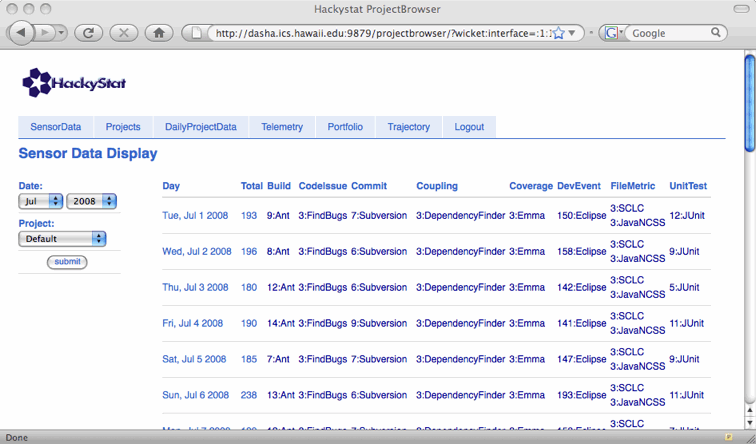 Hackystat ProjectBrowser
http://dasha.ics.hawaii.edu:9879/projectbrowser/?wicket:interface=:1:
Google
HackyStat
SensorData Projects DailyProjectData Telemetry Portfolio Trajectory Logout
Sensor Data Display
Date:
Jul 2008
Project:
Default
submit
Day Total Build CodeIssue Commit Coupling Coverage DevEvent FileMetric UnitTest
Tue, Jul 1 2008 193 9:Ant 3:FindBugs 7:Subversion 3:DependencyFinder 3:Emma 150:Eclipse 3:SCLC 3:JavaNCSS 12:JUnit
Wed, Jul 2 2008 196 8:Ant 3:FindBugs 6:Subversion 3:DependencyFinder 3:Emma 158:Eclipse 3:SCLC 3:JavaNCSS 9:JUnit
Thu, Jul 3 2008 180 12:Ant 3:FindBugs 6:Subversion 3:DependencyFinder 3:Emma 142:Eclipse 3:SCLC 3:JavaNCSS 5:JUnit
Fri, Jul 4 2008 190 14:Ant 3:FindBugs 9:Subversion 3:DependencyFinder 3:Emma 141:Eclipse 3:SCLC 3:JavaNCSS 11:JUnit
Sat, Jul 5 2008 185 7:Ant 3:FindBugs 7:Subversion 3:DependencyFinder 3:Emma 147:Eclipse 3:SCLC 3:JavaNCSS 9:JUnit
Sun, Jul 6 2008 238 13:Ant 3:FindBugs 6:Subversion 3:DependencyFinder 3:Emma 193:Eclipse 3:SCLC 3:JavaNCSS 11:JUnit
3:SCLC
Done